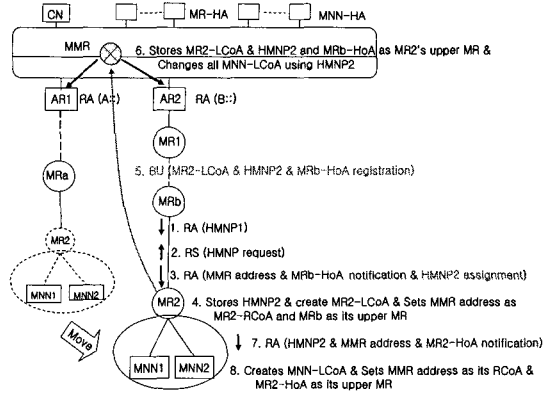 CN
MR-HA
MNN-HA
MMR
6. Stores MR2-LCoA & HMNP2 and MRb-HoA as MR2's upper MR &
Changes all MNN-LCoA using HMNP2
AR1
RA (A::)
AR2
RA (B::)
MR1
5. BU (MR2-LCoA & HMNP2 & MRb-HoA registration)
MRa
MRb
1. RA (HMNP1)
2. RS (HMNP request)
3. RA (MMR address & MRb-HoA notification & HMNP2 assignment)
MR2
MNN1
MNN2
Move
MR2
4. Stores HMNP2 & create MR2-LCoA & Sets MMR address as
MR2-RCoA and MRb as its upper MR
7. RA (HMNP2 & MMR address & MR2-HoA notification)
MNN1
MNN2
8. Creates MNN-LCoA & Sets MMR address as its RCoA &
MR2-HoA as its upper MR